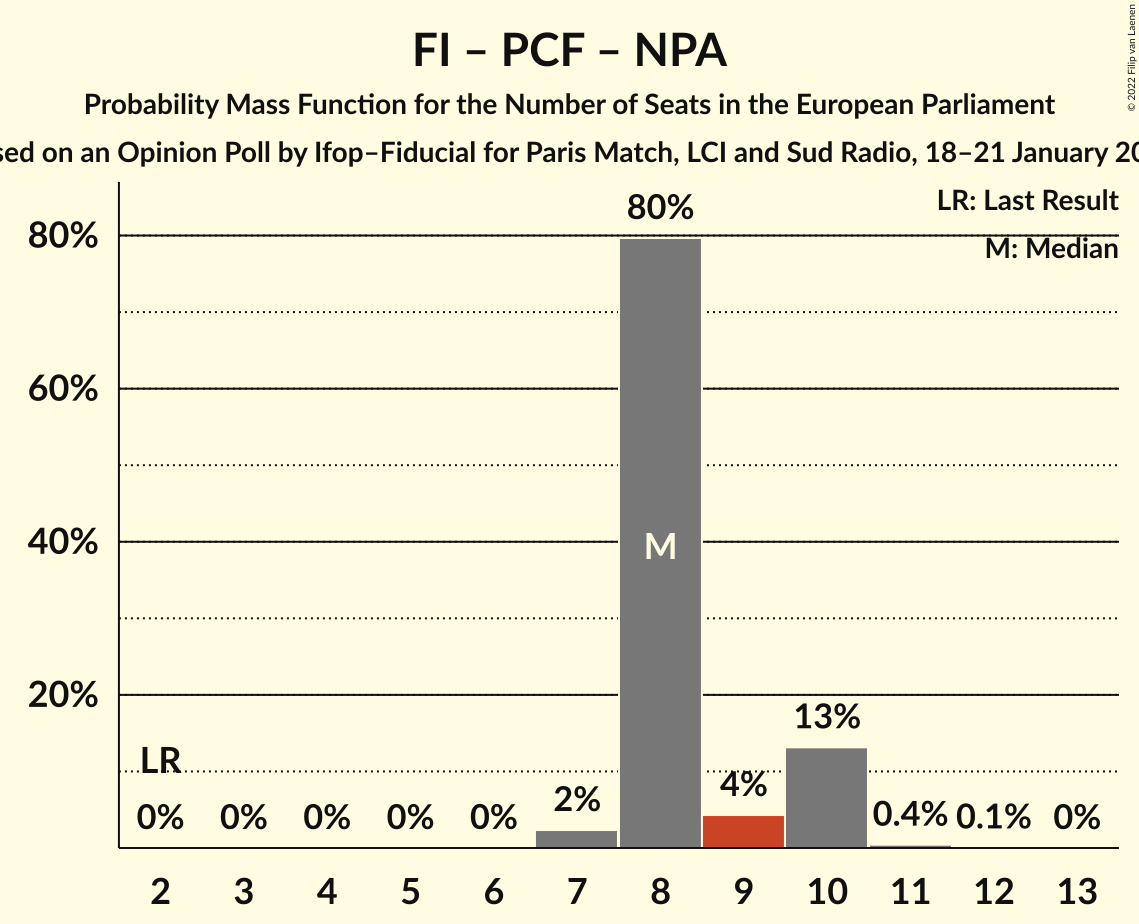 FI – PCF – NPA
Probability Mass Function for the Number of Seats in the European Parliament
on an Opinion Poll by Ifop–Fiducial for Paris Match, LCI and Sud Radio, 18–21 January
© 2022 Filip van Laenen
LR: Last Result
M: Median
80%
60%
40%
20%
80%
M
13%
LR
4%
2%
0% 0% 0% 0% 0% 0.4% 0.1% 0%
2 3 4 5 6 7 8 9 10 11 12 13